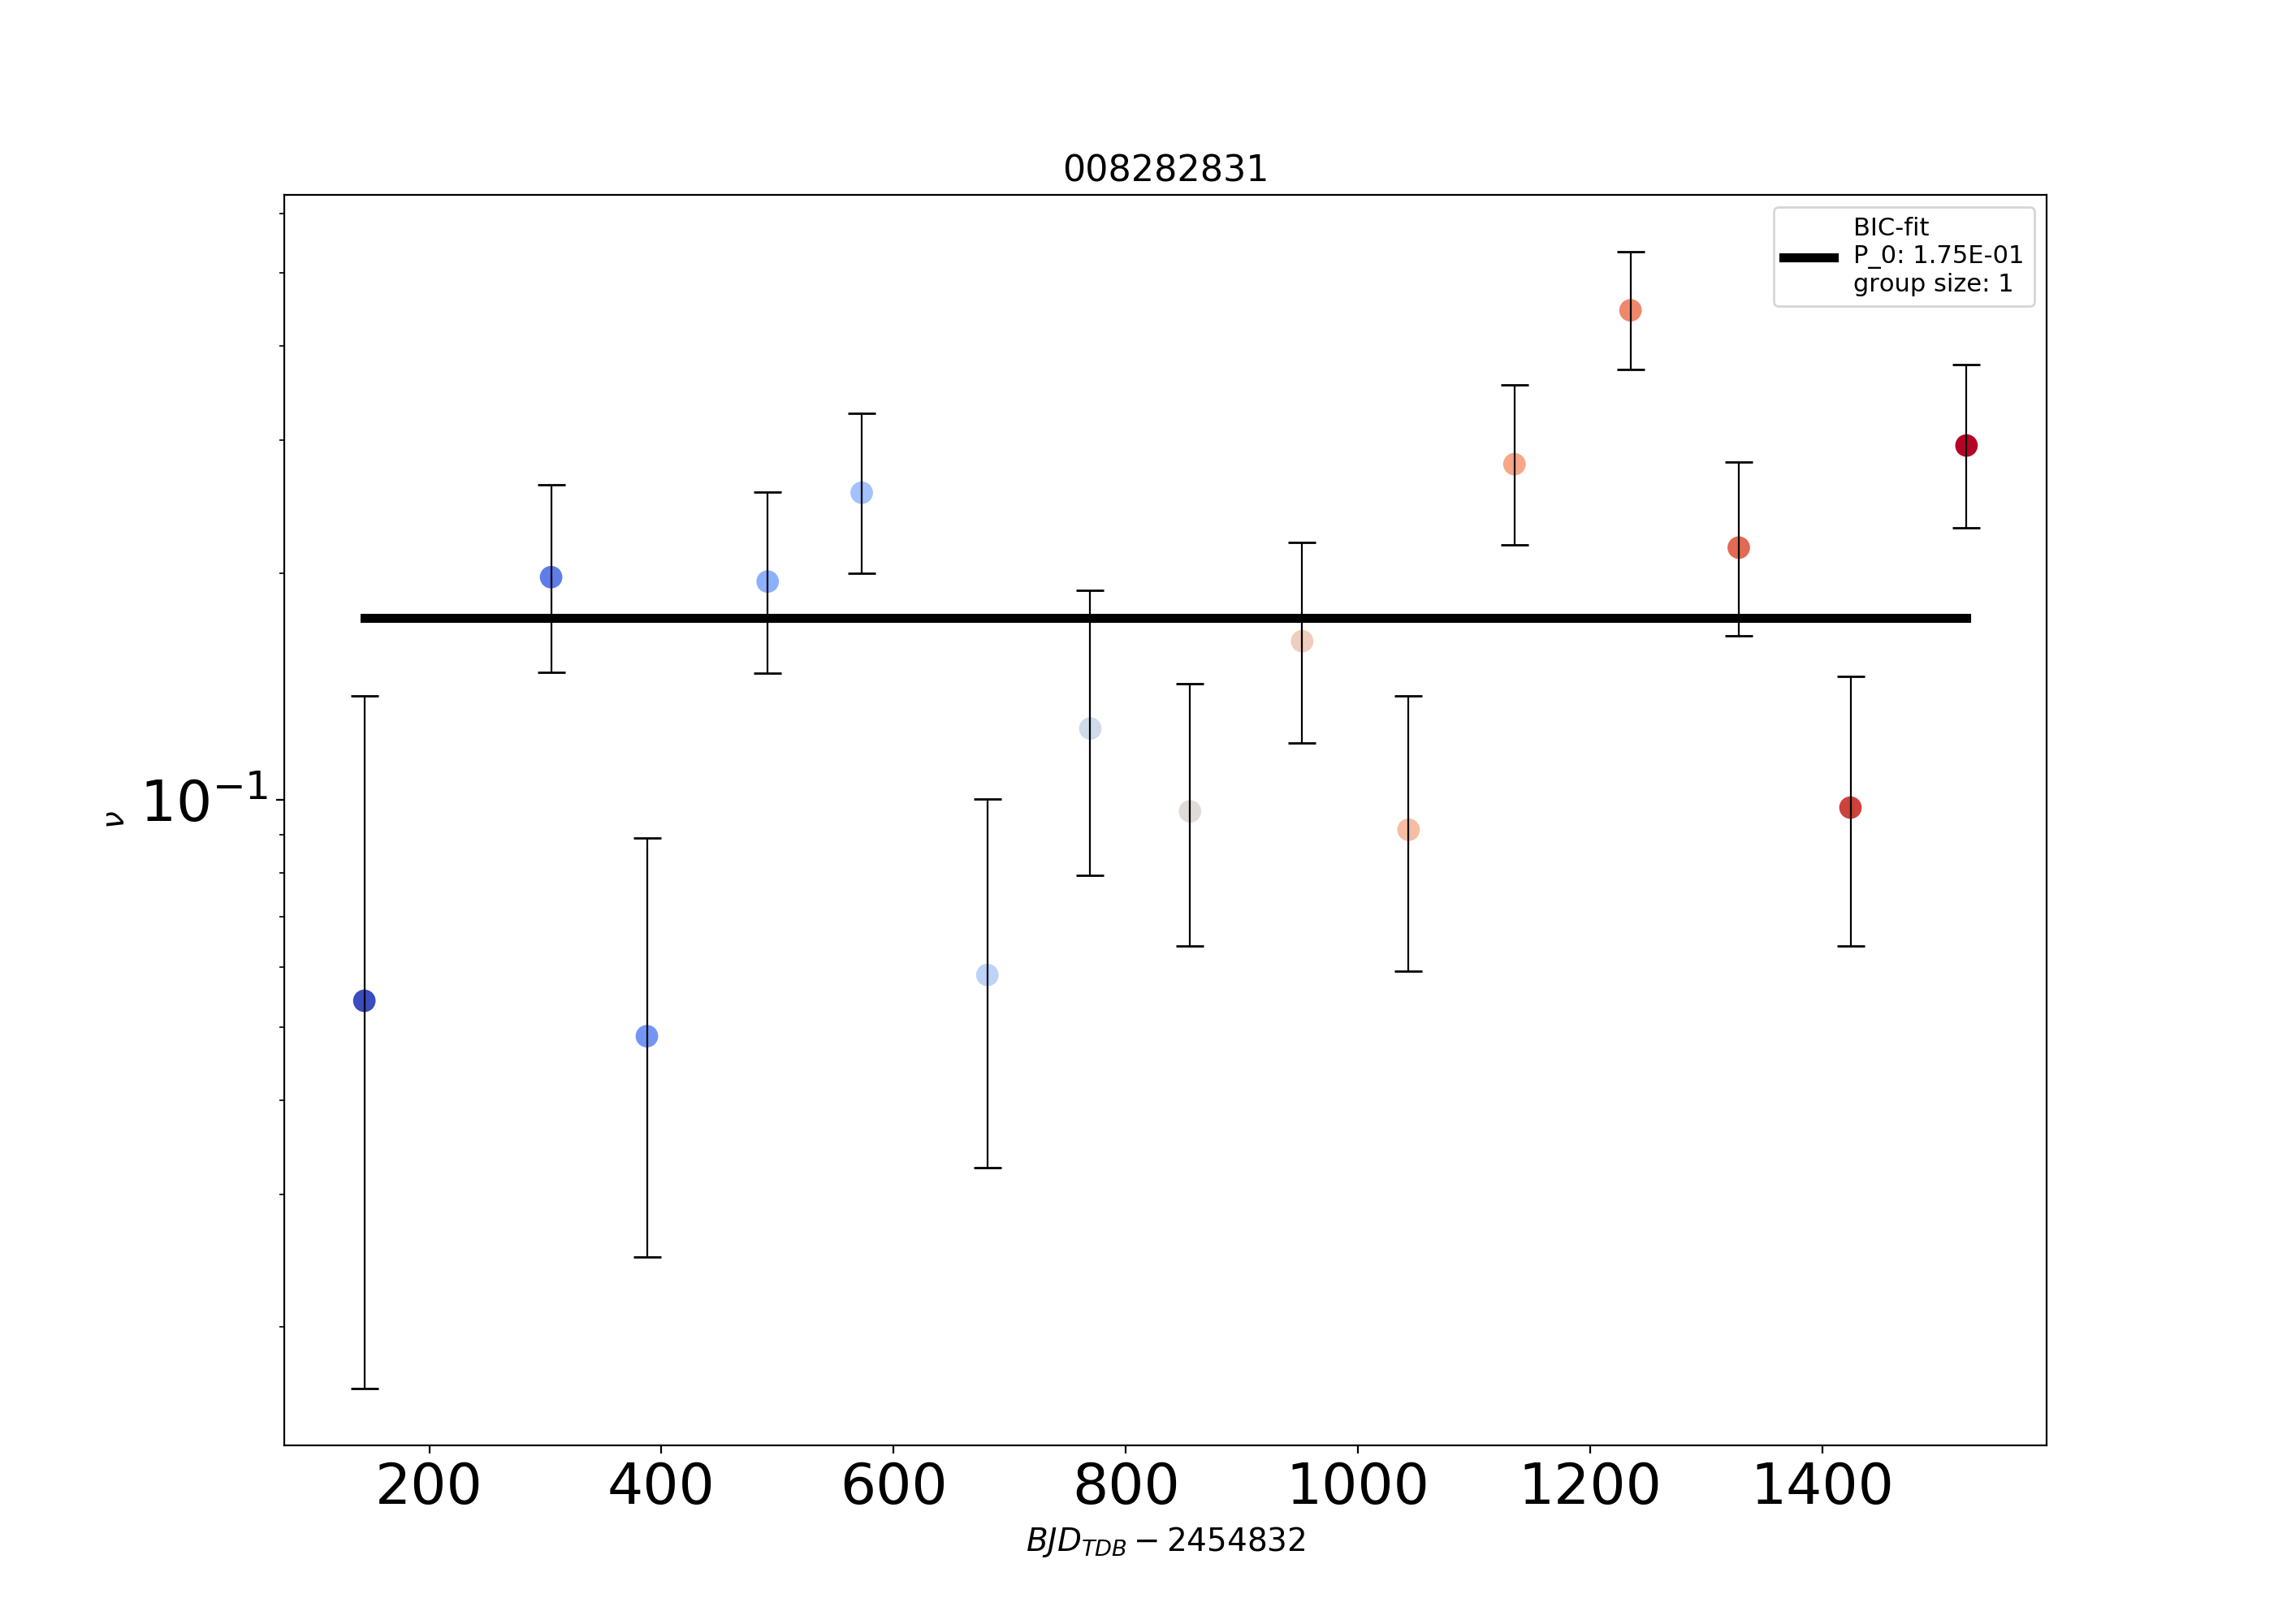 008282831
BIC-fit
P_0: 1.75E-01
group size: 1
ν
10⁻¹
200 400 600 800 1000 1200 1400
BJD_TDB − 2454832